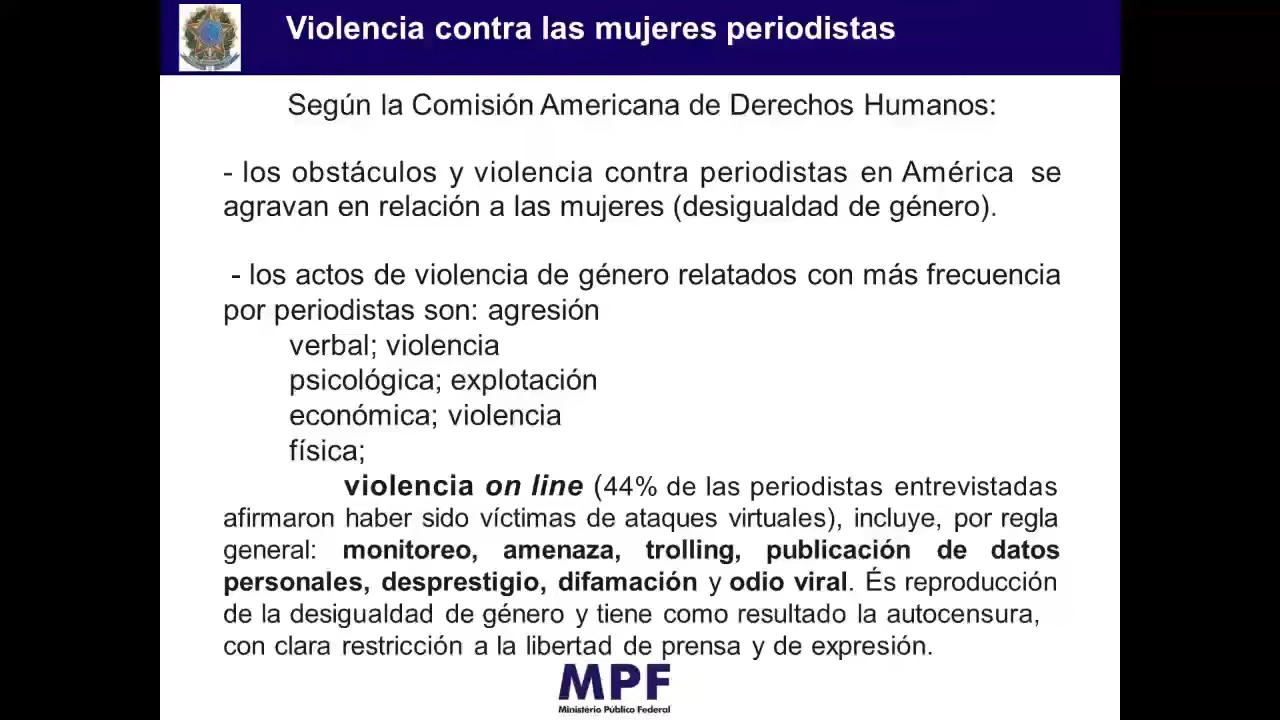 Violencia contra las mujeres periodistas
Según la Comisión Americana de Derechos Humanos:
- los obstáculos y violencia contra periodistas en América se
agravan en relación a las mujeres (desigualdad de género).
- los actos de violencia de género relatados con más frecuencia
por periodistas son: agresión
verbal; violencia
psicológica; explotación
económica; violencia
física;
violencia on line (44% de las periodistas entrevistadas
afirmaron haber sido víctimas de ataques virtuales), incluye, por regla
general: monitoreo, amenaza, trolling, publicación de datos
personales, desprestigio, difamación y odio viral. És reproducción
de la desigualdad de género y tiene como resultado la autocensura,
con clara restricción a la libertad de prensa y de expresión.
MPF
Ministério Público Federal